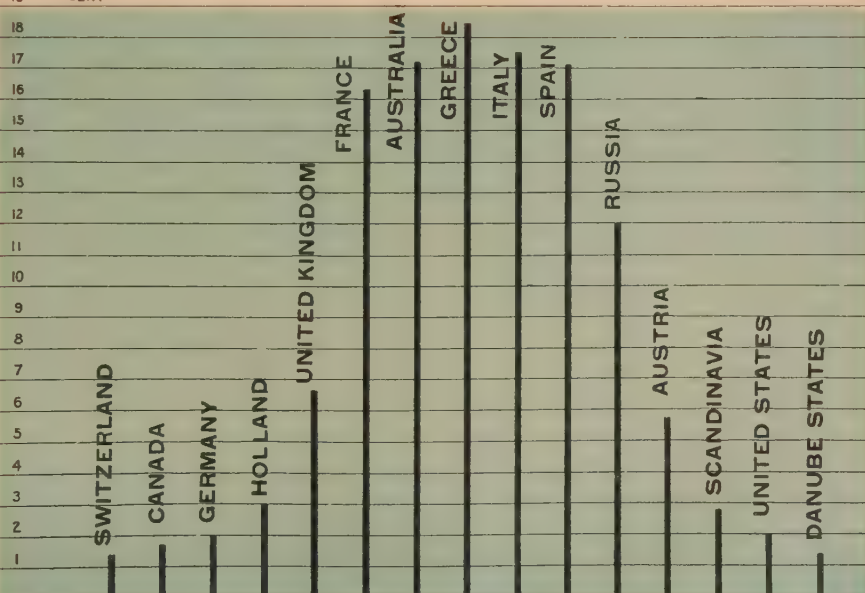 18
17
16
15
14
13
12
11
10
9
8
7
6
5
4
3
2
1
SWITZERLAND
CANADA
GERMANY
HOLLAND
UNITED KINGDOM
FRANCE
AUSTRALIA
GREECE
ITALY
SPAIN
RUSSIA
AUSTRIA
SCANDINAVIA
UNITED STATES
DANUBE STATES